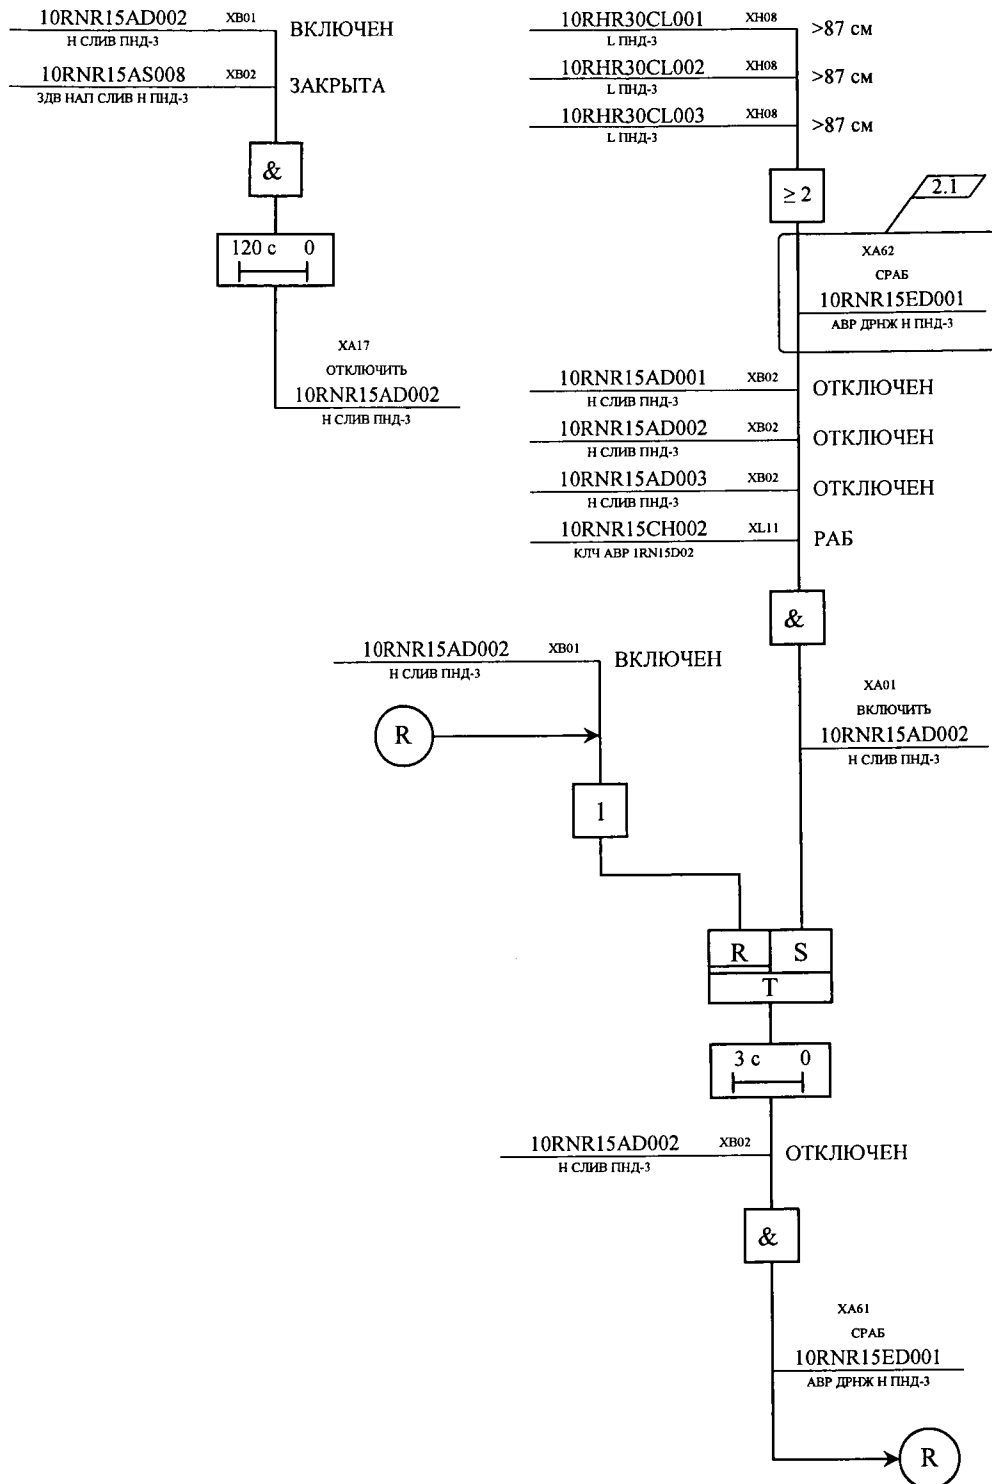 10RNR15AD002 XB01 ВКЛЮЧЕН
Н СЛИВ ПНД-3
10RNR15AS008 XB02 ЗАКРЫТА
ЗДВ НАП СЛИВ Н ПНД-3
&
120 с 0
XA17
ОТКЛЮЧИТЬ
10RNR15AD002
Н СЛИВ ПНД-3
10RHR30CL001 XH08 >87 см
L ПНД-3
10RHR30CL002 XH08 >87 см
L ПНД-3
10RHR30CL003 XH08 >87 см
L ПНД-3
≥ 2
2.1
XA62
СРАБ
10RNR15ED001
АВР ДРНЖ Н ПНД-3
10RNR15AD001 XB02 ОТКЛЮЧЕН
Н СЛИВ ПНД-3
10RNR15AD002 XB02 ОТКЛЮЧЕН
Н СЛИВ ПНД-3
10RNR15AD003 XB02 ОТКЛЮЧЕН
Н СЛИВ ПНД-3
10RNR15CH002 XL11 РАБ
КЛЧ АВР 1RN15D02
&
10RNR15AD002 XB01 ВКЛЮЧЕН
Н СЛИВ ПНД-3
R
1
XA01
ВКЛЮЧИТЬ
10RNR15AD002
Н СЛИВ ПНД-3
R S
T
3 с 0
10RNR15AD002 XB02 ОТКЛЮЧЕН
Н СЛИВ ПНД-3
&
XA61
СРАБ
10RNR15ED001
АВР ДРНЖ Н ПНД-3
R